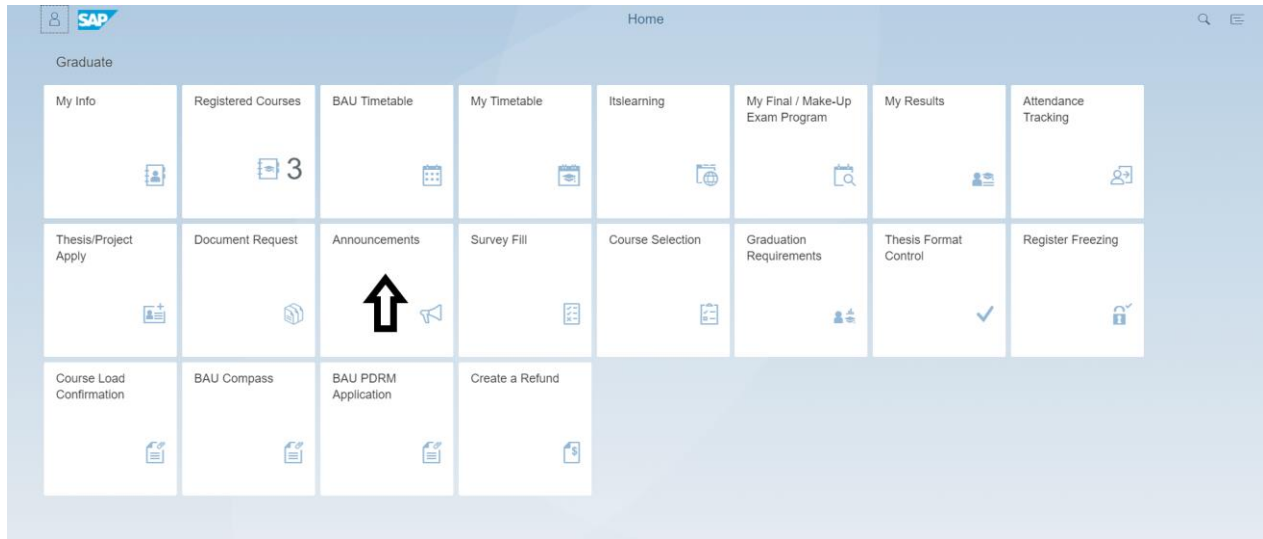 SAP
Home
Graduate
My Info
Registered Courses
3
BAU Timetable
My Timetable
Itslearning
My Final / Make-Up
Exam Program
My Results
Attendance
Tracking
Thesis/Project
Apply
Document Request
Announcements
Survey Fill
Course Selection
Graduation
Requirements
Thesis Format
Control
Register Freezing
Course Load
Confirmation
BAU Compass
BAU PDRM
Application
Create a Refund